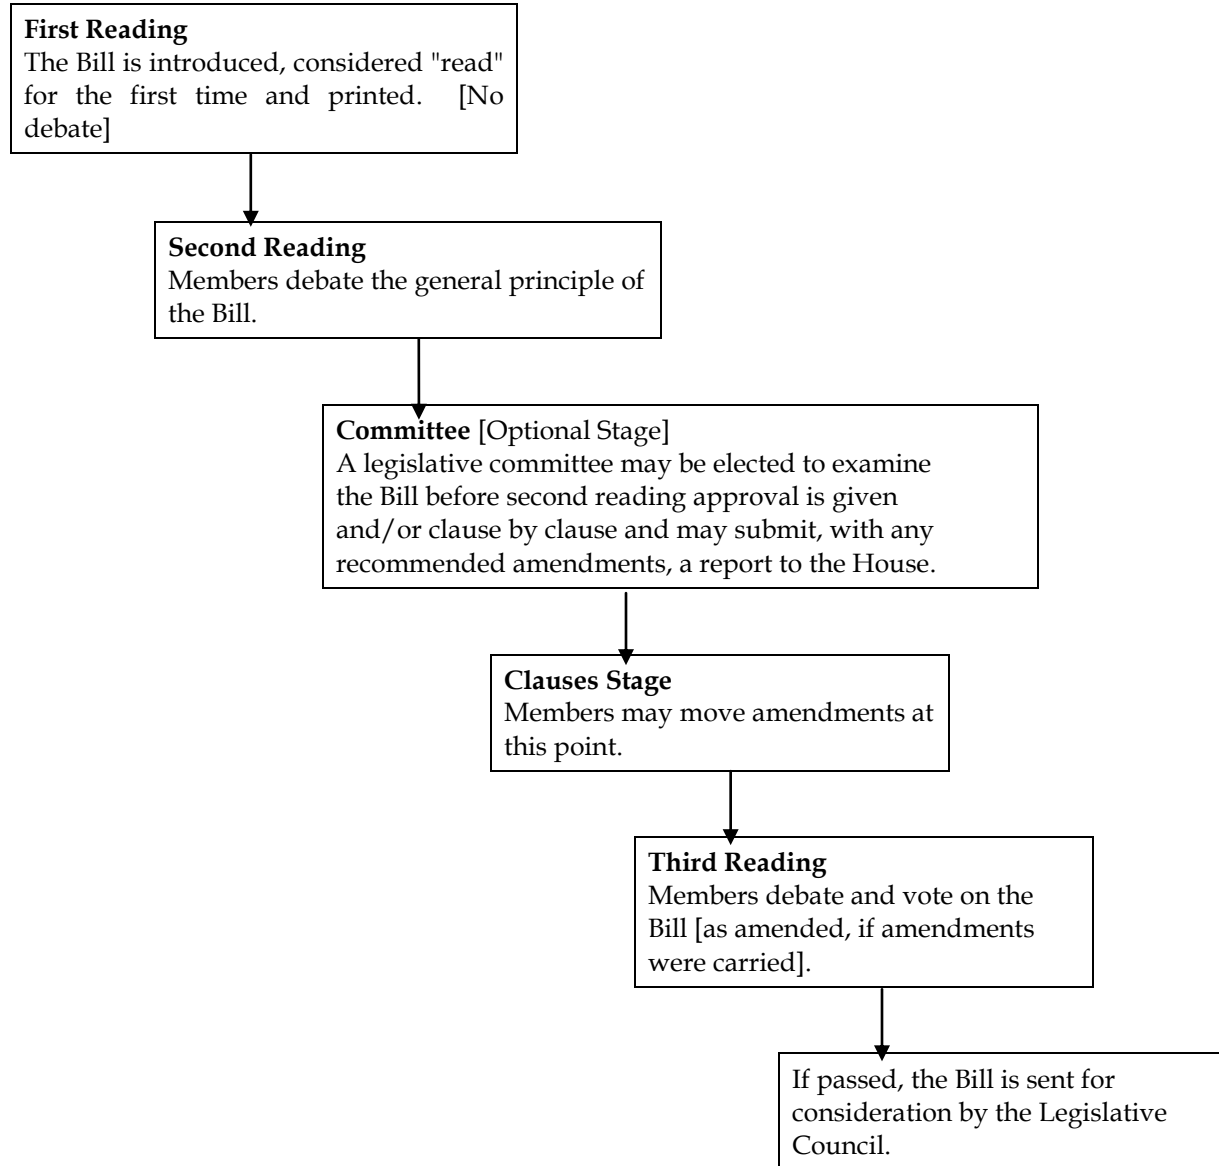 First Reading
The Bill is introduced, considered "read"
for the first time and printed. [No
debate]
Second Reading
Members debate the general principle of
the Bill.
Committee [Optional Stage]
A legislative committee may be elected to examine
the Bill before second reading approval is given
and/or clause by clause and may submit, with any
recommended amendments, a report to the House.
Clauses Stage
Members may move amendments at
this point.
Third Reading
Members debate and vote on the
Bill [as amended, if amendments
were carried].
If passed, the Bill is sent for
consideration by the Legislative
Council.